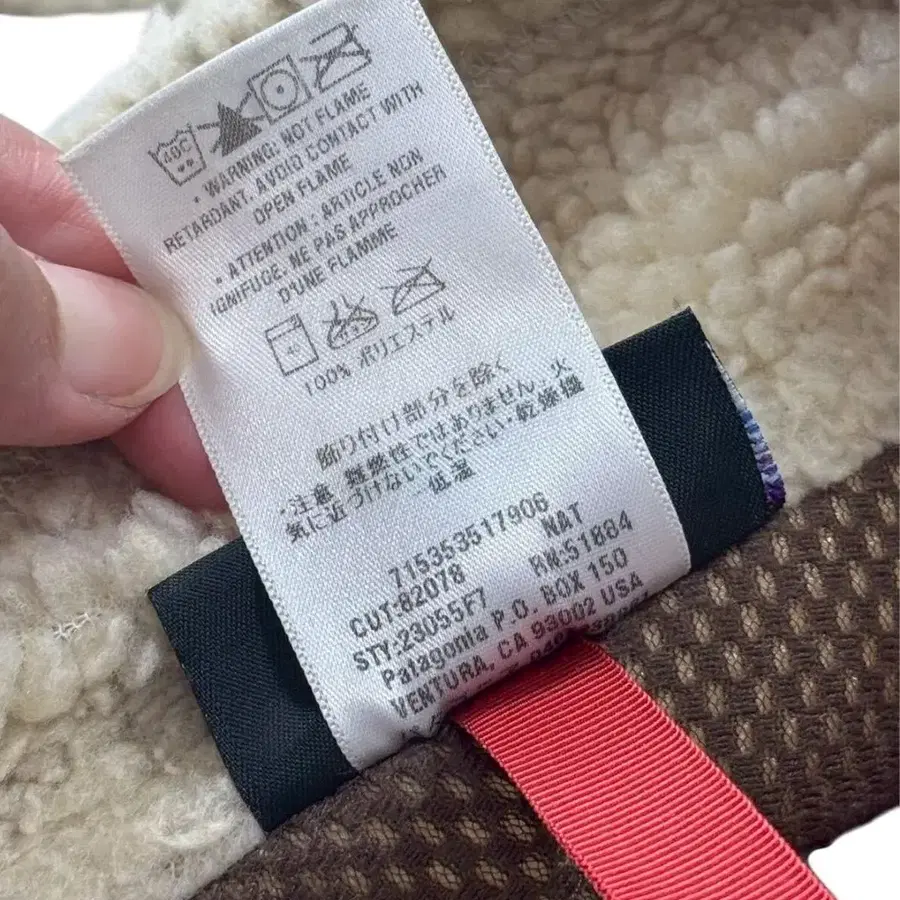 40C
• WARNING: NOT FLAME
RETARDANT. AVOID CONTACT WITH
OPEN FLAME
• ATTENTION : ARTICLE NON
IGNIFUGE. NE PAS APPROCHER
D'UNE FLAMME
100% ポリエステル
飾り付け部分を除く
・注意 難燃性ではありません。火
気に近づけないでください・乾燥機
低温
715353517906
NAT
CUT:82078
RN:51884
STY:23055F7
Patagonia P.O. BOX 150
VENTURA, CA 93002 USA